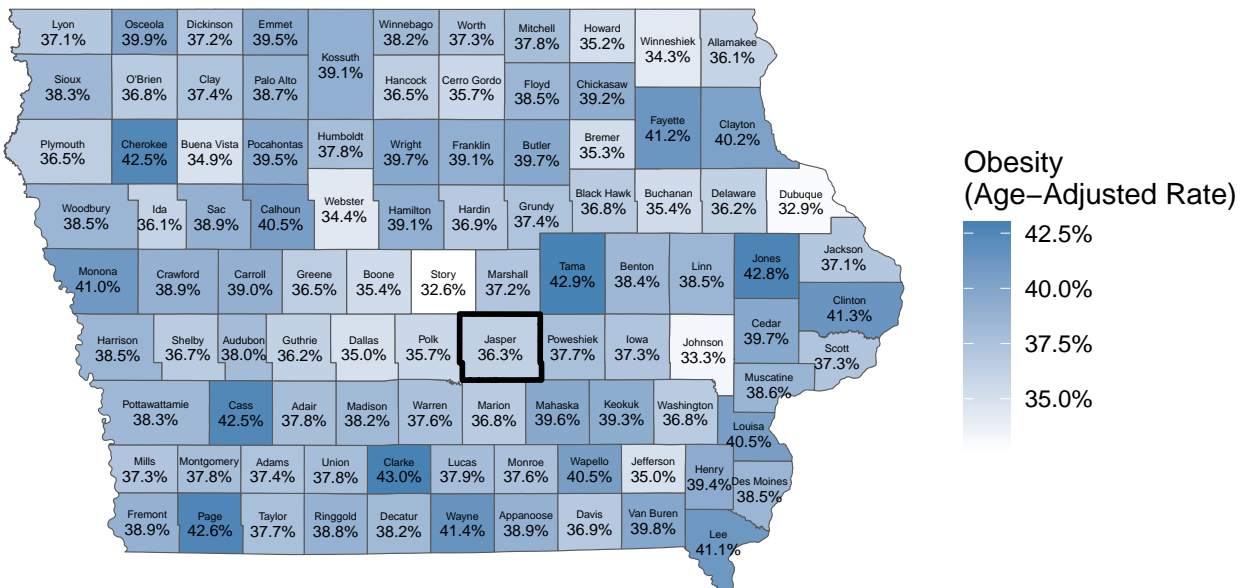 Lyon
37.1%
Osceola
39.9%
Dickinson
37.2%
Emmet
39.5%
Winnebago
38.2%
Worth
37.3%
Mitchell
37.8%
Howard
35.2%
Winneshiek
34.3%
Allamakee
36.1%
Kossuth
39.1%
Sioux
38.3%
O'Brien
36.8%
Clay
37.4%
Palo Alto
38.7%
Hancock
36.5%
Cerro Gordo
35.7%
Floyd
38.5%
Chickasaw
39.2%
Fayette
41.2%
Clayton
40.2%
Plymouth
36.5%
Cherokee
42.5%
Buena Vista
34.9%
Pocahontas
39.5%
Humboldt
37.8%
Wright
39.7%
Franklin
39.1%
Butler
39.7%
Bremer
35.3%
Woodbury
38.5%
Ida
36.1%
Sac
38.9%
Calhoun
40.5%
Webster
34.4%
Hamilton
39.1%
Hardin
36.9%
Grundy
37.4%
Black Hawk
36.8%
Buchanan
35.4%
Delaware
36.2%
Dubuque
32.9%
Monona
41.0%
Crawford
38.9%
Carroll
39.0%
Greene
36.5%
Boone
35.4%
Story
32.6%
Marshall
37.2%
Tama
42.9%
Benton
38.4%
Linn
38.5%
Jones
42.8%
Jackson
37.1%
Clinton
41.3%
Harrison
38.5%
Shelby
36.7%
Audubon
38.0%
Guthrie
36.2%
Dallas
35.0%
Polk
35.7%
Jasper
36.3%
Poweshiek
37.7%
Iowa
37.3%
Johnson
33.3%
Cedar
39.7%
Scott
37.3%
Muscatine
38.6%
Pottawattamie
38.3%
Cass
42.5%
Adair
37.8%
Madison
38.2%
Warren
37.6%
Marion
36.8%
Mahaska
39.6%
Keokuk
39.3%
Washington
36.8%
Louisa
40.5%
Mills
37.3%
Montgomery
37.8%
Adams
37.4%
Union
37.8%
Clarke
43.0%
Lucas
37.9%
Monroe
37.6%
Wapello
40.5%
Jefferson
35.0%
Henry
39.4%
Des Moines
38.5%
Fremont
38.9%
Page
42.6%
Taylor
37.7%
Ringgold
38.8%
Decatur
38.2%
Wayne
41.4%
Appanoose
38.9%
Davis
36.9%
Van Buren
39.8%
Lee
41.1%
Obesity
(Age−Adjusted Rate)
42.5%
40.0%
37.5%
35.0%